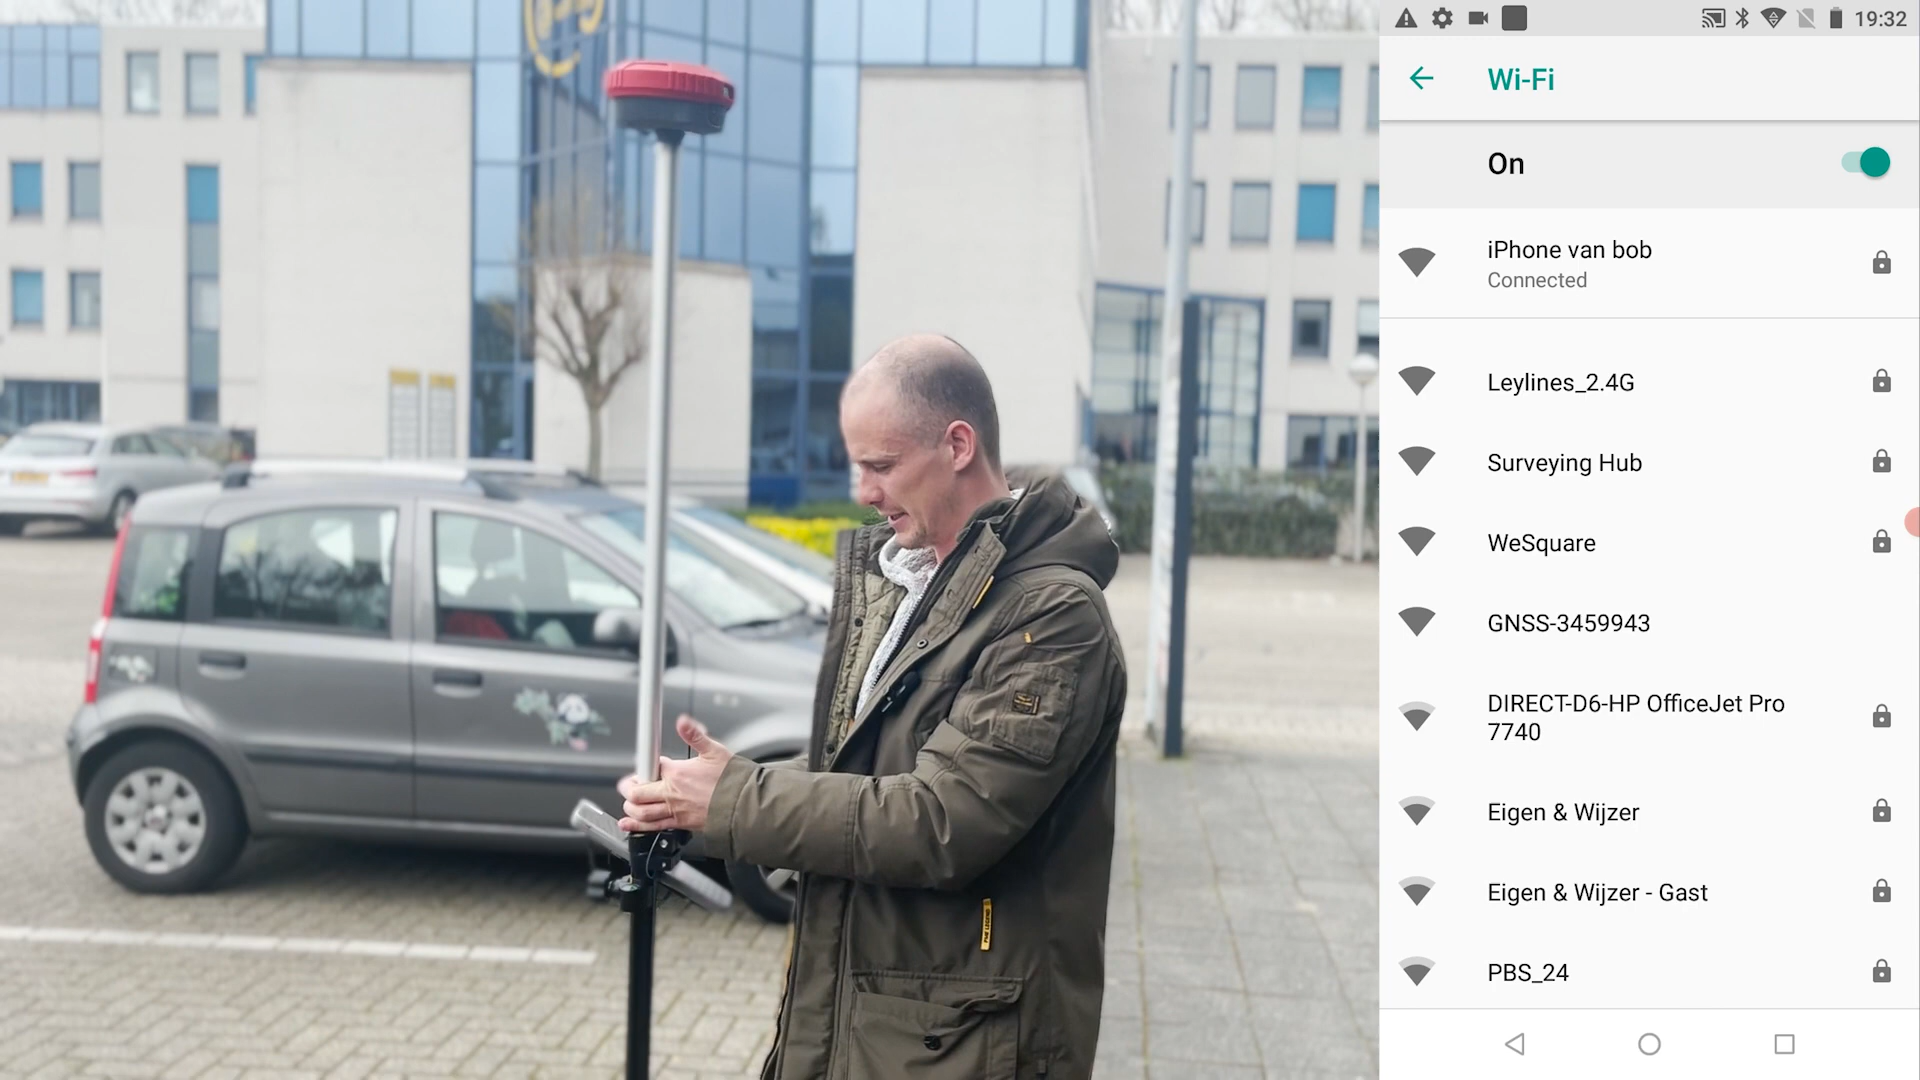 19:32
Wi-Fi
On
iPhone van bob
Connected
Leylines_2.4G
Surveying Hub
WeSquare
GNSS-3459943
DIRECT-D6-HP OfficeJet Pro
7740
Eigen & Wijzer
Eigen & Wijzer - Gast
PBS_24